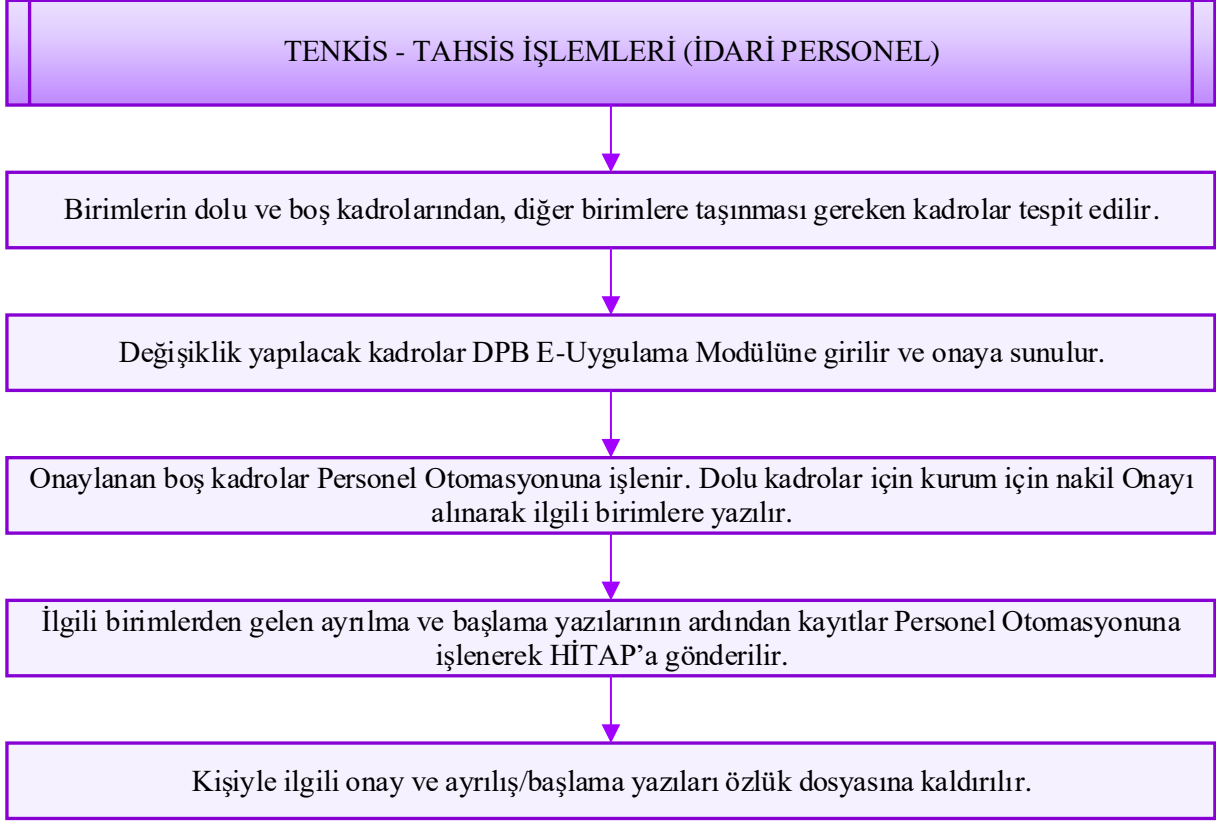 TENKİS - TAHSİS İŞLEMLERİ (İDARİ PERSONEL)
Birimlerin dolu ve boş kadrolarından, diğer birimlere taşınması gereken kadrolar tespit edilir.
Değişiklik yapılacak kadrolar DPB E-Uygulama Modülüne girilir ve onaya sunulur.
Onaylanan boş kadrolar Personel Otomasyonuna işlenir. Dolu kadrolar için kurum için nakil Onayı
alınarak ilgili birimlere yazılır.
İlgili birimlerden gelen ayrılma ve başlama yazılarının ardından kayıtlar Personel Otomasyonuna
işlenerek HİTAP’a gönderilir.
Kişiyle ilgili onay ve ayrılış/başlama yazıları özlük dosyasına kaldırılır.